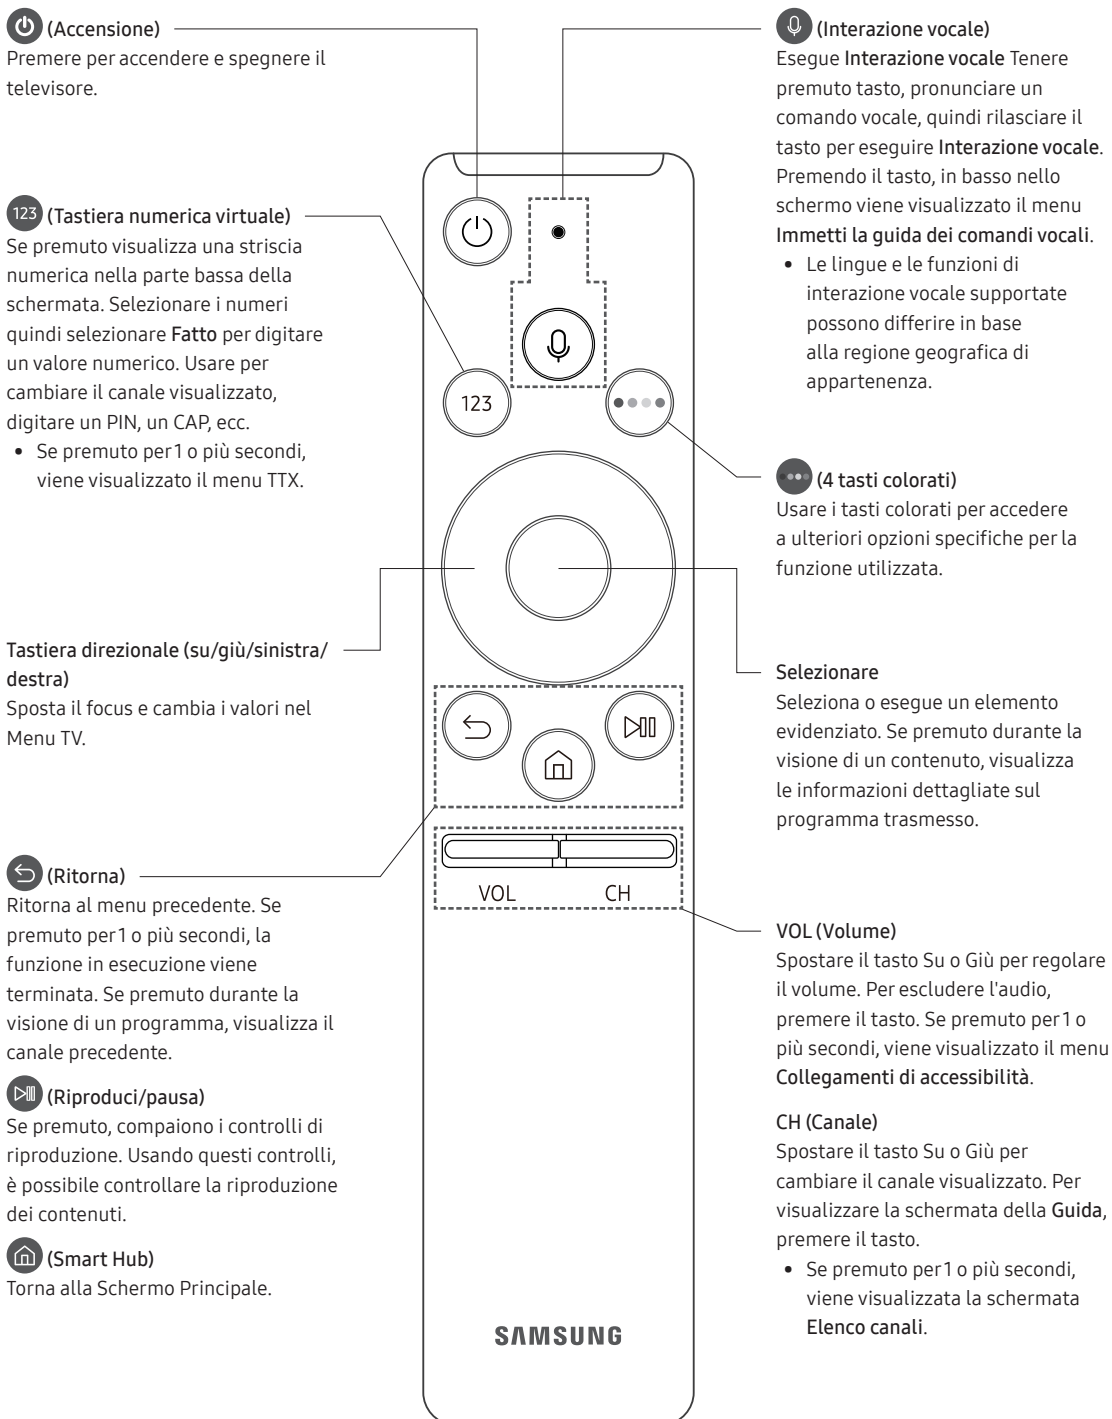 (Accensione)
Premere per accendere e spegnere il
televisore.
123 (Tastiera numerica virtuale)
Se premuto visualizza una striscia
numerica nella parte bassa della
schermata. Selezionare i numeri
quindi selezionare Fatto per digitare
un valore numerico. Usare per
cambiare il canale visualizzato,
digitare un PIN, un CAP, ecc.
• Se premuto per 1 o più secondi,
viene visualizzato il menu TTX.
Tastiera direzionale (su/giù/sinistra/
destra)
Sposta il focus e cambia i valori nel
Menu TV.
(Ritorna)
Ritorna al menu precedente. Se
premuto per 1 o più secondi, la
funzione in esecuzione viene
terminata. Se premuto durante la
visione di un programma, visualizza il
canale precedente.
(Riproduci/pausa)
Se premuto, compaiono i controlli di
riproduzione. Usando questi controlli,
è possibile controllare la riproduzione
dei contenuti.
(Smart Hub)
Torna alla Schermo Principale.
123
VOL CH
SAMSUNG
(Interazione vocale)
Esegue Interazione vocale Tenere
premuto tasto, pronunciare un
comando vocale, quindi rilasciare il
tasto per eseguire Interazione vocale.
Premendo il tasto, in basso nello
schermo viene visualizzato il menu
Immetti la guida dei comandi vocali.
• Le lingue e le funzioni di
interazione vocale supportate
possono differire in base
alla regione geografica di
appartenenza.
(4 tasti colorati)
Usare i tasti colorati per accedere
a ulteriori opzioni specifiche per la
funzione utilizzata.
Selezionare
Seleziona o esegue un elemento
evidenziato. Se premuto durante la
visione di un contenuto, visualizza
le informazioni dettagliate sul
programma trasmesso.
VOL (Volume)
Spostare il tasto Su o Giù per regolare
il volume. Per escludere l'audio,
premere il tasto. Se premuto per 1 o
più secondi, viene visualizzato il menu
Collegamenti di accessibilità.
CH (Canale)
Spostare il tasto Su o Giù per
cambiare il canale visualizzato. Per
visualizzare la schermata della Guida,
premere il tasto.
• Se premuto per 1 o più secondi,
viene visualizzata la schermata
Elenco canali.